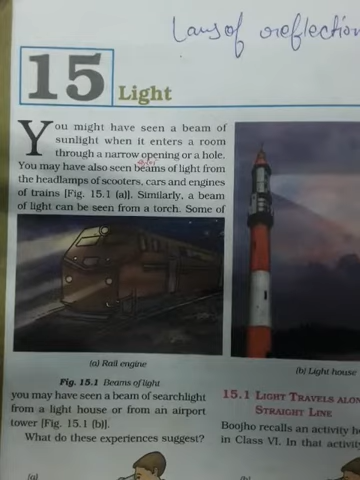 Laws of reflection
15
Light
You might have seen a beam of
sunlight when it enters a room
through a narrow opening or a hole.
You may have also seen beams of light from
the headlamps of scooters, cars and engines
of trains [Fig. 15.1 (a)]. Similarly, a beam
of light can be seen from a torch. Some of
(a) Rail engine
Fig. 15.1 Beams of light
you may have seen a beam of searchlight
from a light house or from an airport
tower [Fig. 15.1 (b)].
What do these experiences suggest?
(a)
(b) Light house
15.1 LIGHT TRAVELS ALON
STRAIGHT LINE
Boojho recalls an activity h
in Class VI. In that activity
(b)